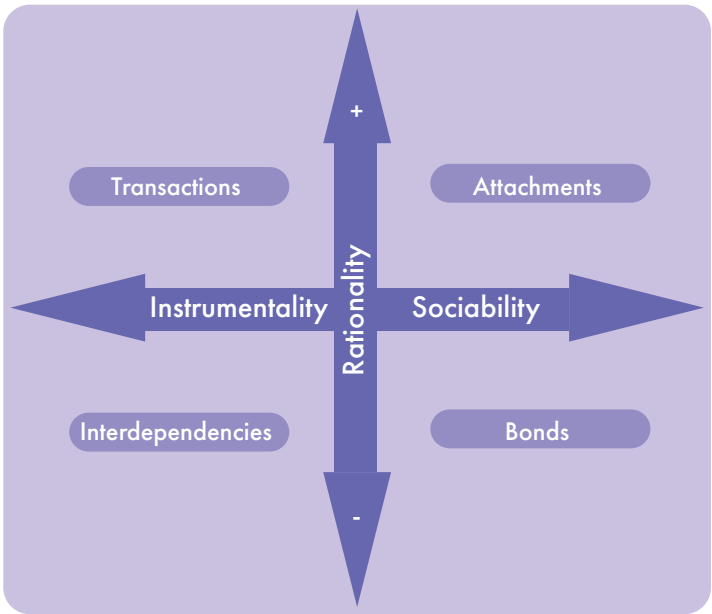 +
Transactions
Attachments
Instrumentality
Rationality
Sociability
Interdependencies
Bonds
-